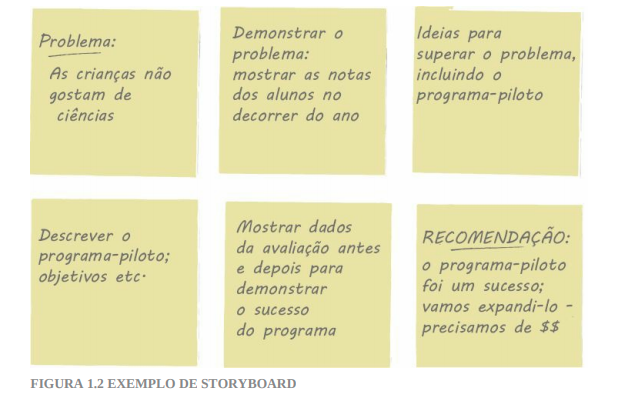 Problema:
As crianças não
gostam de
ciências
Demonstrar o
problema:
mostrar as notas
dos alunos no
decorrer do ano
Ideias para
superar o problema,
incluindo o
programa-piloto
Descrever o
programa-piloto;
objetivos etc.
Mostrar dados
da avaliação antes
e depois para
demonstrar
o sucesso
do programa
RECOMENDAÇÃO:
o programa-piloto
foi um sucesso;
vamos expandi-lo -
precisamos de $$
FIGURA 1.2 EXEMPLO DE STORYBOARD